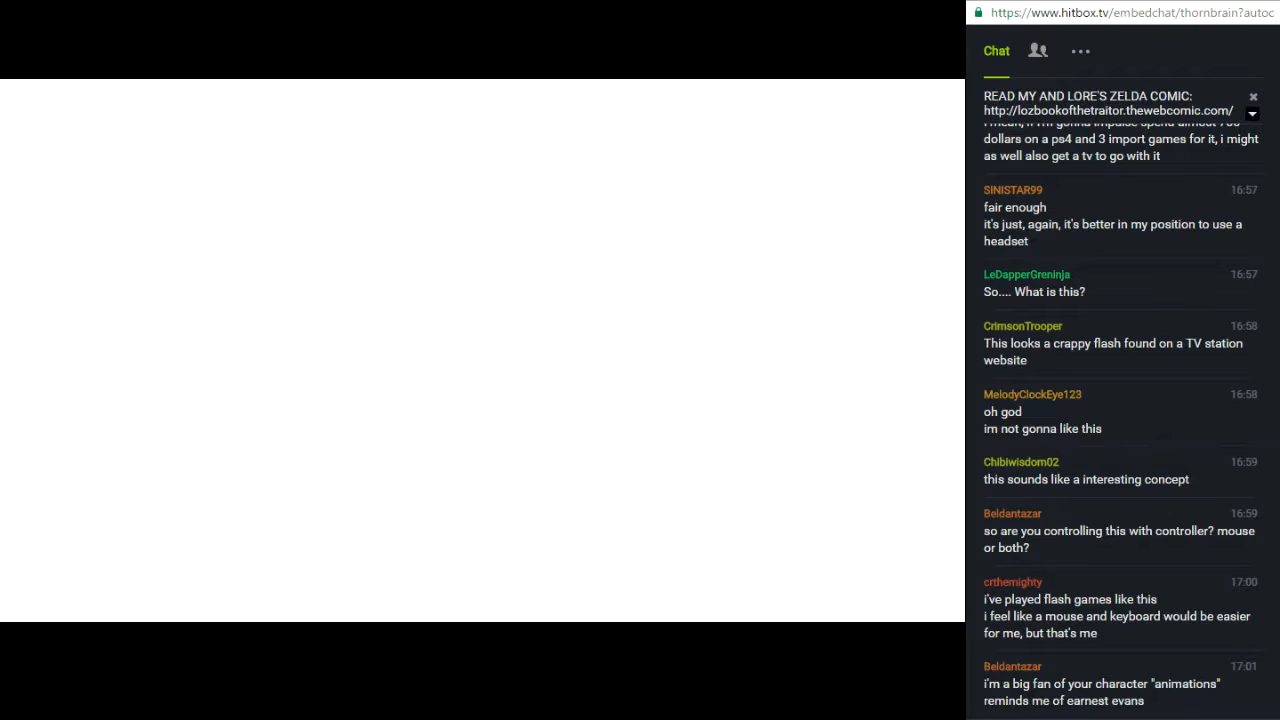 https://www.hitbox.tv/embedchat/thornbrain?autoc
Chat
READ MY AND LORE'S ZELDA COMIC:
http://lozbookofthetraitor.thewebcomic.com/
dollars on a ps4 and 3 import games for it, i might
as well also get a tv to go with it
SINISTAR99 16:57
fair enough
it's just, again, it's better in my position to use a
headset
LeDapperGreninja 16:57
So.... What is this?
CrimsonTrooper 16:58
This looks a crappy flash found on a TV station
website
MelodyClockEye123 16:58
oh god
im not gonna like this
Chibiwisdom02 16:59
this sounds like a interesting concept
Beldantazar 16:59
so are you controlling this with controller? mouse
or both?
crthemighty 17:00
i've played flash games like this
i feel like a mouse and keyboard would be easier
for me, but that's me
Beldantazar 17:01
i'm a big fan of your character "animations"
reminds me of earnest evans